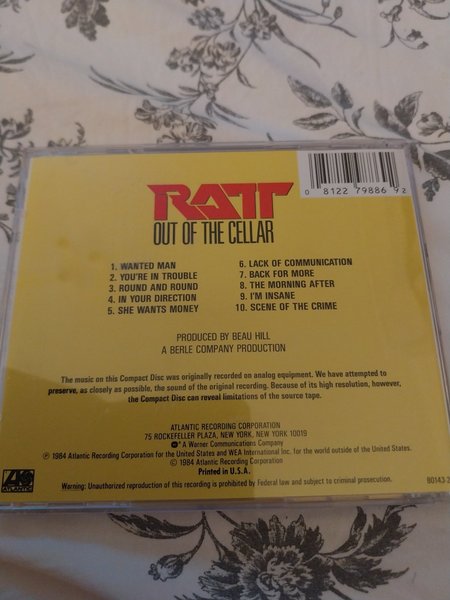 0 81227 98869 2
RATT
OUT OF THE CELLAR
1. WANTED MAN
2. YOU'RE IN TROUBLE
3. ROUND AND ROUND
4. IN YOUR DIRECTION
5. SHE WANTS MONEY
6. LACK OF COMMUNICATION
7. BACK FOR MORE
8. THE MORNING AFTER
9. I'M INSANE
10. SCENE OF THE CRIME
PRODUCED BY BEAU HILL
A BERLE COMPANY PRODUCTION
The music on this Compact Disc was originally recorded on analog equipment. We have attempted to
preserve, as closely as possible, the sound of the original recording. Because of its high resolution, however,
the Compact Disc can reveal limitations of the source tape.
ATLANTIC RECORDING CORPORATION
75 ROCKEFELLER PLAZA, NEW YORK, NEW YORK 10019
A Warner Communications Company
℗ 1984 Atlantic Recording Corporation for the United States and WEA International Inc. for the world outside of the United States.
© 1984 Atlantic Recording Corporation
Printed in U.S.A.
ATLANTIC
Warning: Unauthorized reproduction of this recording is prohibited by Federal law and subject to criminal prosecution.
80143-2